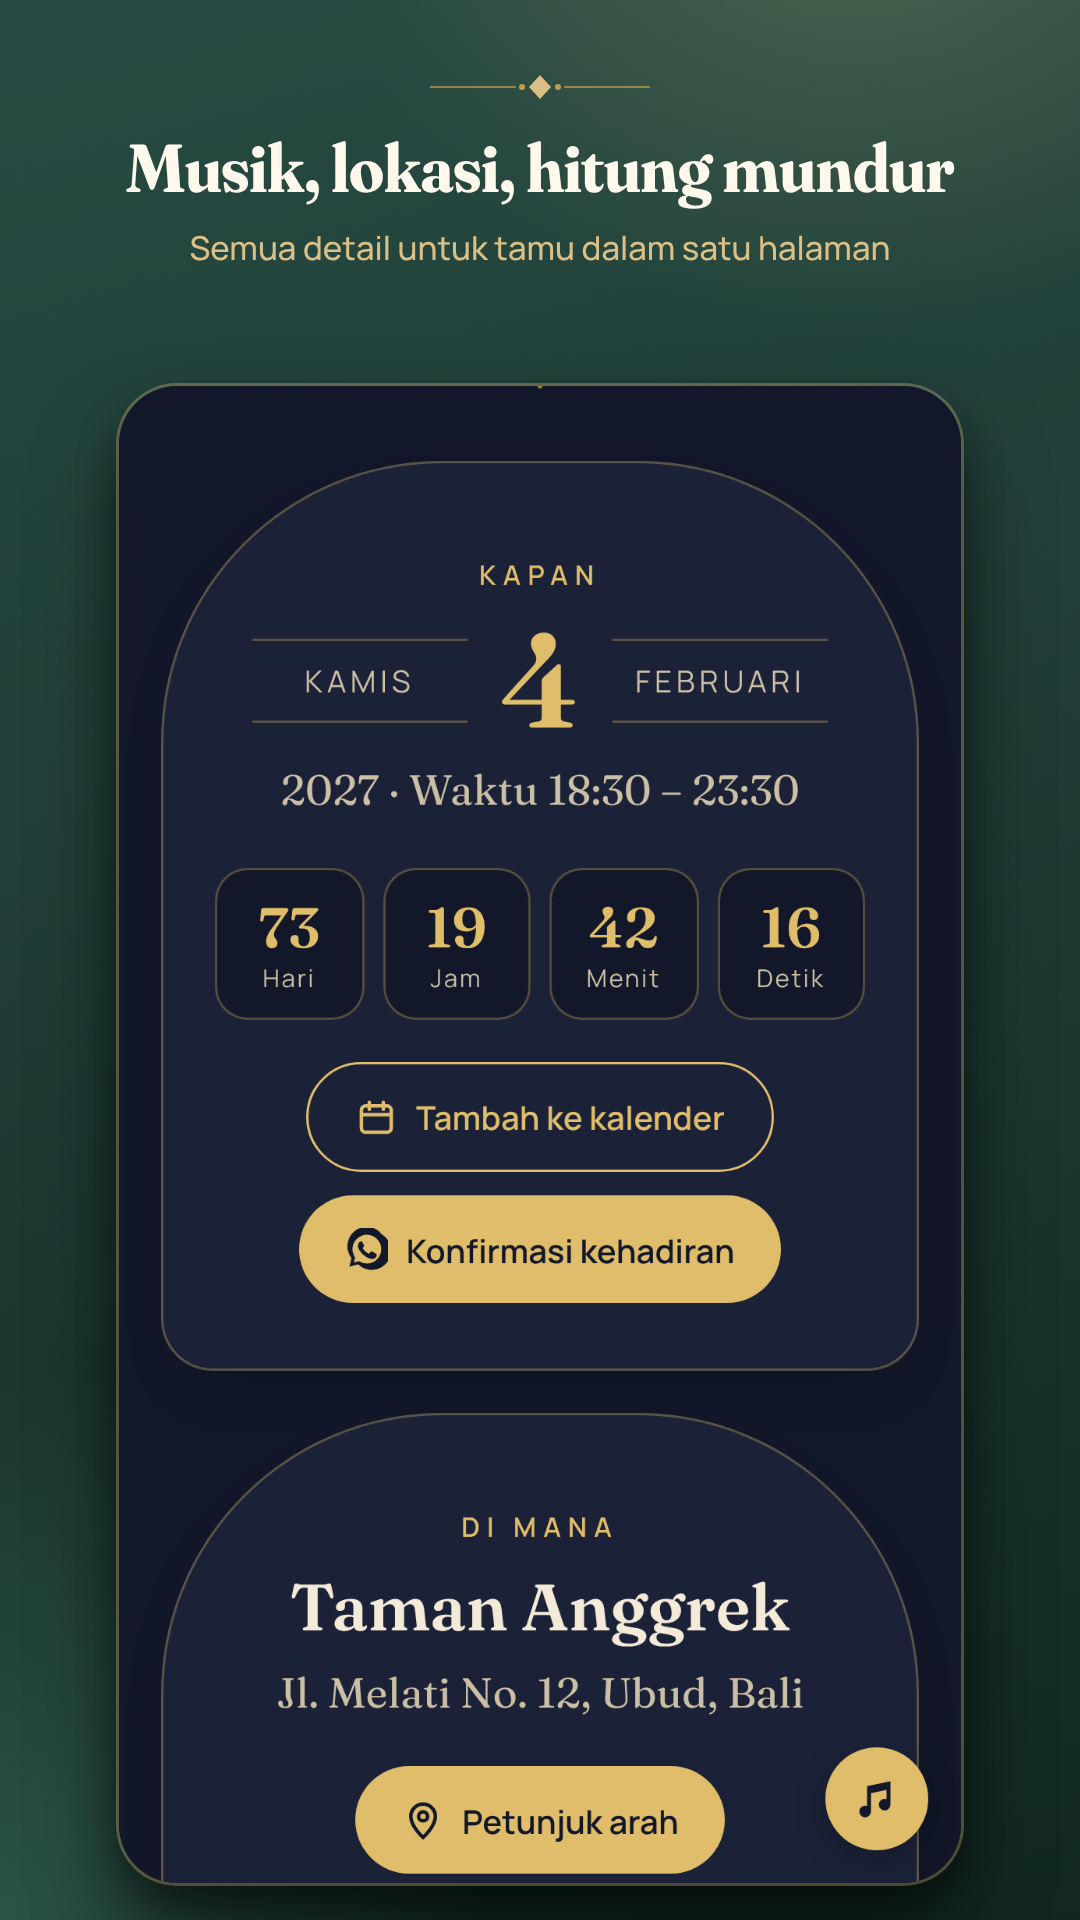 Musik, lokasi, hitung mundur
Semua detail untuk tamu dalam satu halaman
KAPAN
KAMIS 4 FEBRUARI
2027 · Waktu 18:30 – 23:30
73 19 42 16
Hari Jam Menit Detik
Tambah ke kalender
Konfirmasi kehadiran
DI MANA
Taman Anggrek
Jl. Melati No. 12, Ubud, Bali
Petunjuk arah